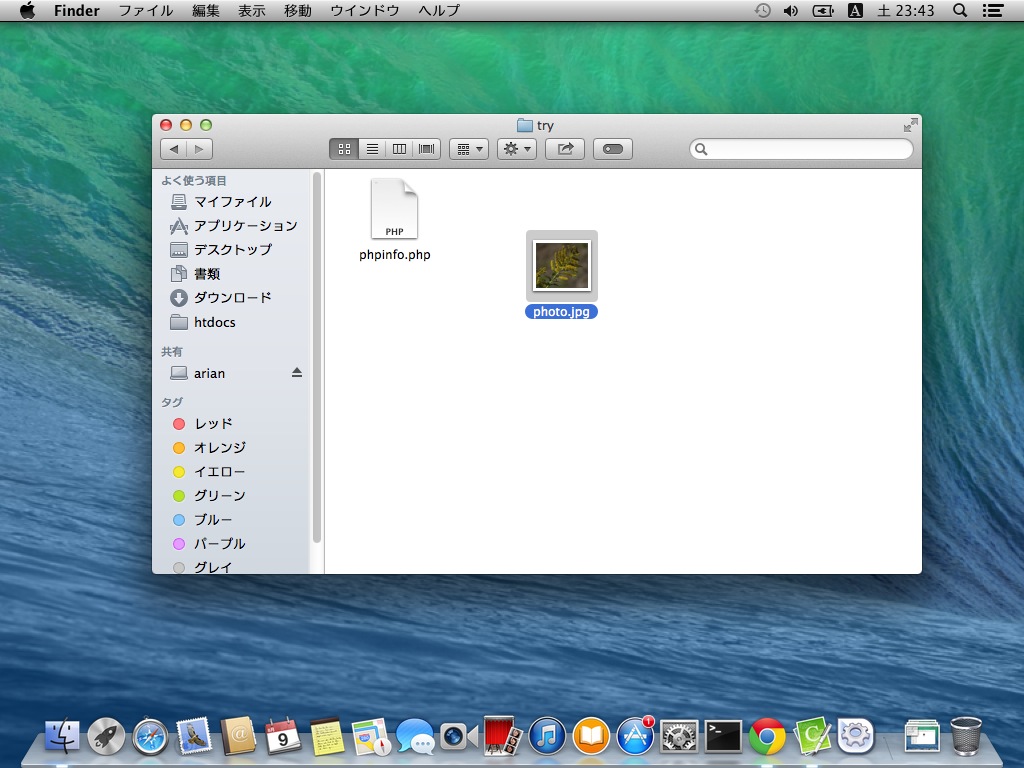 Finder ファイル 編集 表示 移動 ウインドウ ヘルプ A 土 23:43
try
よく使う項目
マイファイル
アプリケーション
デスクトップ
書類
ダウンロード
htdocs
共有
arian
タグ
レッド
オレンジ
イエロー
グリーン
ブルー
パープル
グレイ
PHP
phpinfo.php
photo.jpg
9
1